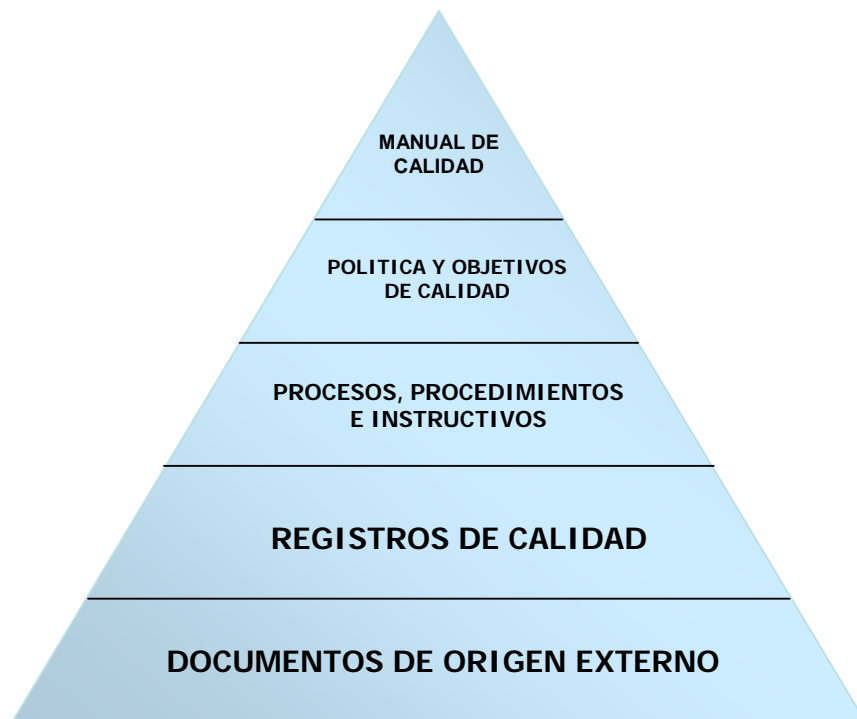 MANUAL DE
CALIDAD
POLITICA Y OBJETIVOS
DE CALIDAD
PROCESOS, PROCEDIMIENTOS
E INSTRUCTIVOS
REGISTROS DE CALIDAD
DOCUMENTOS DE ORIGEN EXTERNO